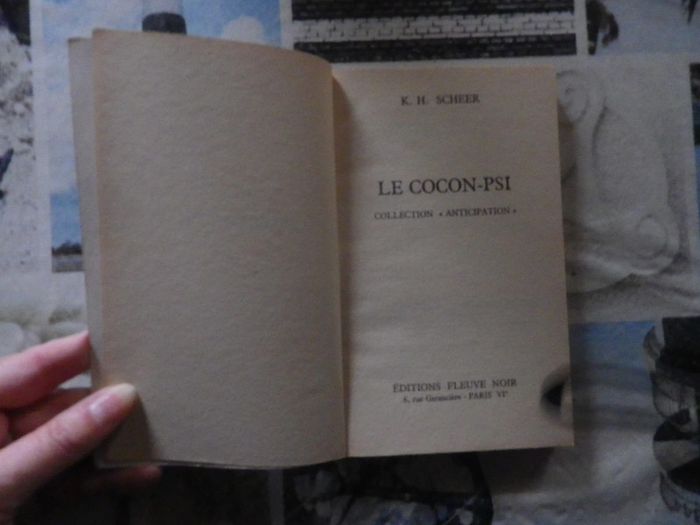 K. H. SCHEER
LE COCON-PSI
COLLECTION « ANTICIPATION »
ÉDITIONS FLEUVE NOIR
6, rue Garancière - PARIS VIe